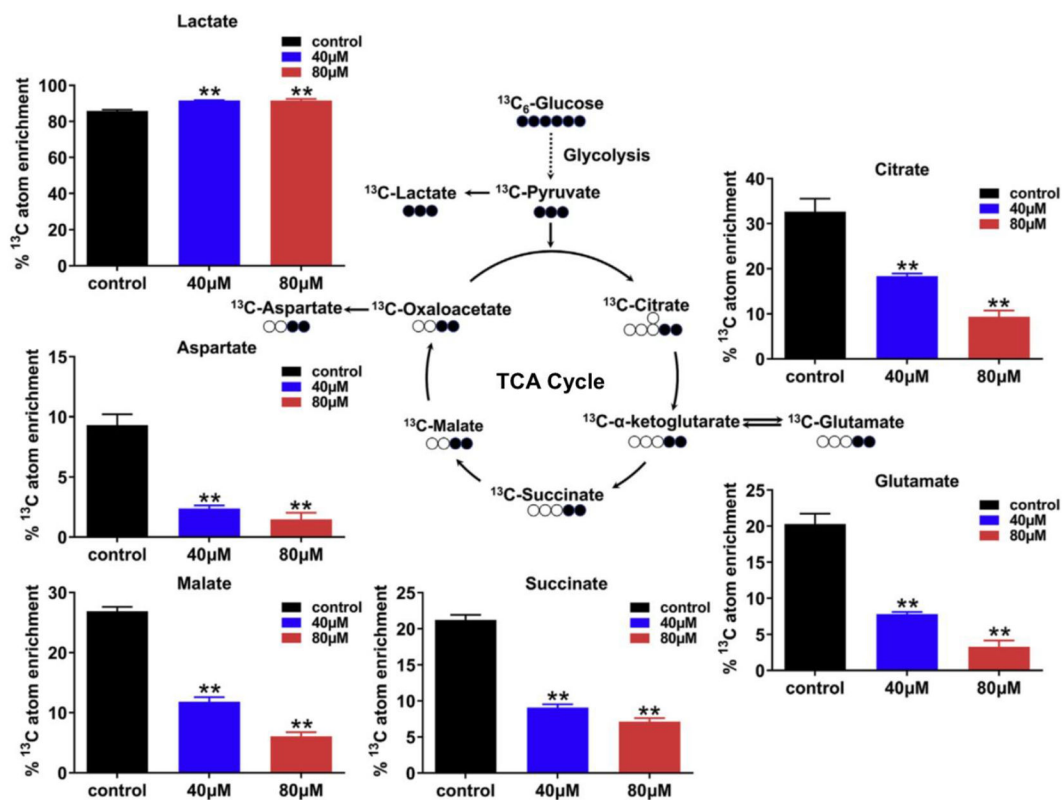 Lactate
control
40μM
80μM
% ¹³C atom enrichment
100
80
60
40
20
0
**
**
control
40μM
80μM
¹³C₆-Glucose
Glycolysis
¹³C-Lactate
¹³C-Pyruvate
¹³C-Aspartate
¹³C-Oxaloacetate
¹³C-Citrate
TCA Cycle
¹³C-Malate
¹³C-α-ketoglutarate
¹³C-Glutamate
¹³C-Succinate
Citrate
control
40μM
80μM
% ¹³C atom enrichment
40
30
20
10
0
**
**
control
40μM
80μM
Aspartate
control
40μM
80μM
% ¹³C atom enrichment
15
10
5
0
**
**
control
40μM
80μM
Glutamate
control
40μM
80μM
% ¹³C atom enrichment
25
20
15
10
5
0
**
**
control
40μM
80μM
Malate
control
40μM
80μM
% ¹³C atom enrichment
30
20
10
0
**
**
control
40μM
80μM
Succinate
control
40μM
80μM
% ¹³C atom enrichment
25
20
15
10
5
0
**
**
control
40μM
80μM